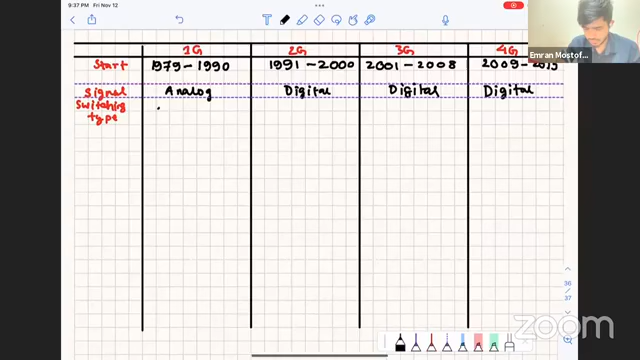 9:37 PM Fri Nov 12
1G 2G 3G 4G
Start 1979-1990 1991-2000 2001-2008 2009-2019
Signal Analog Digital Digital Digital
Switching
type
Emran Mostof...
36
/
37
zoom